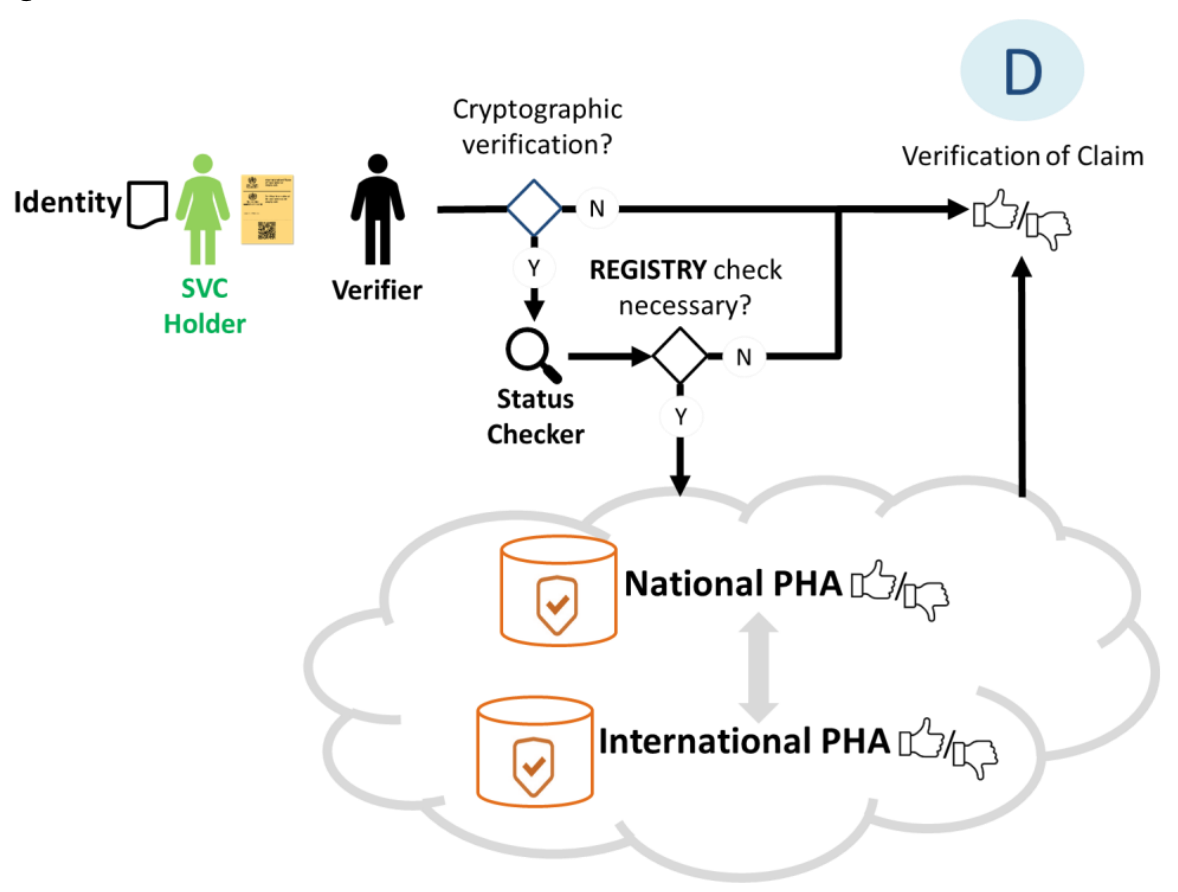 D
Cryptographic
verification?
Verification of Claim
Identity
N
SVC
Holder
Verifier
Y
REGISTRY check
necessary?
N
Status
Checker
Y
National PHA
International PHA